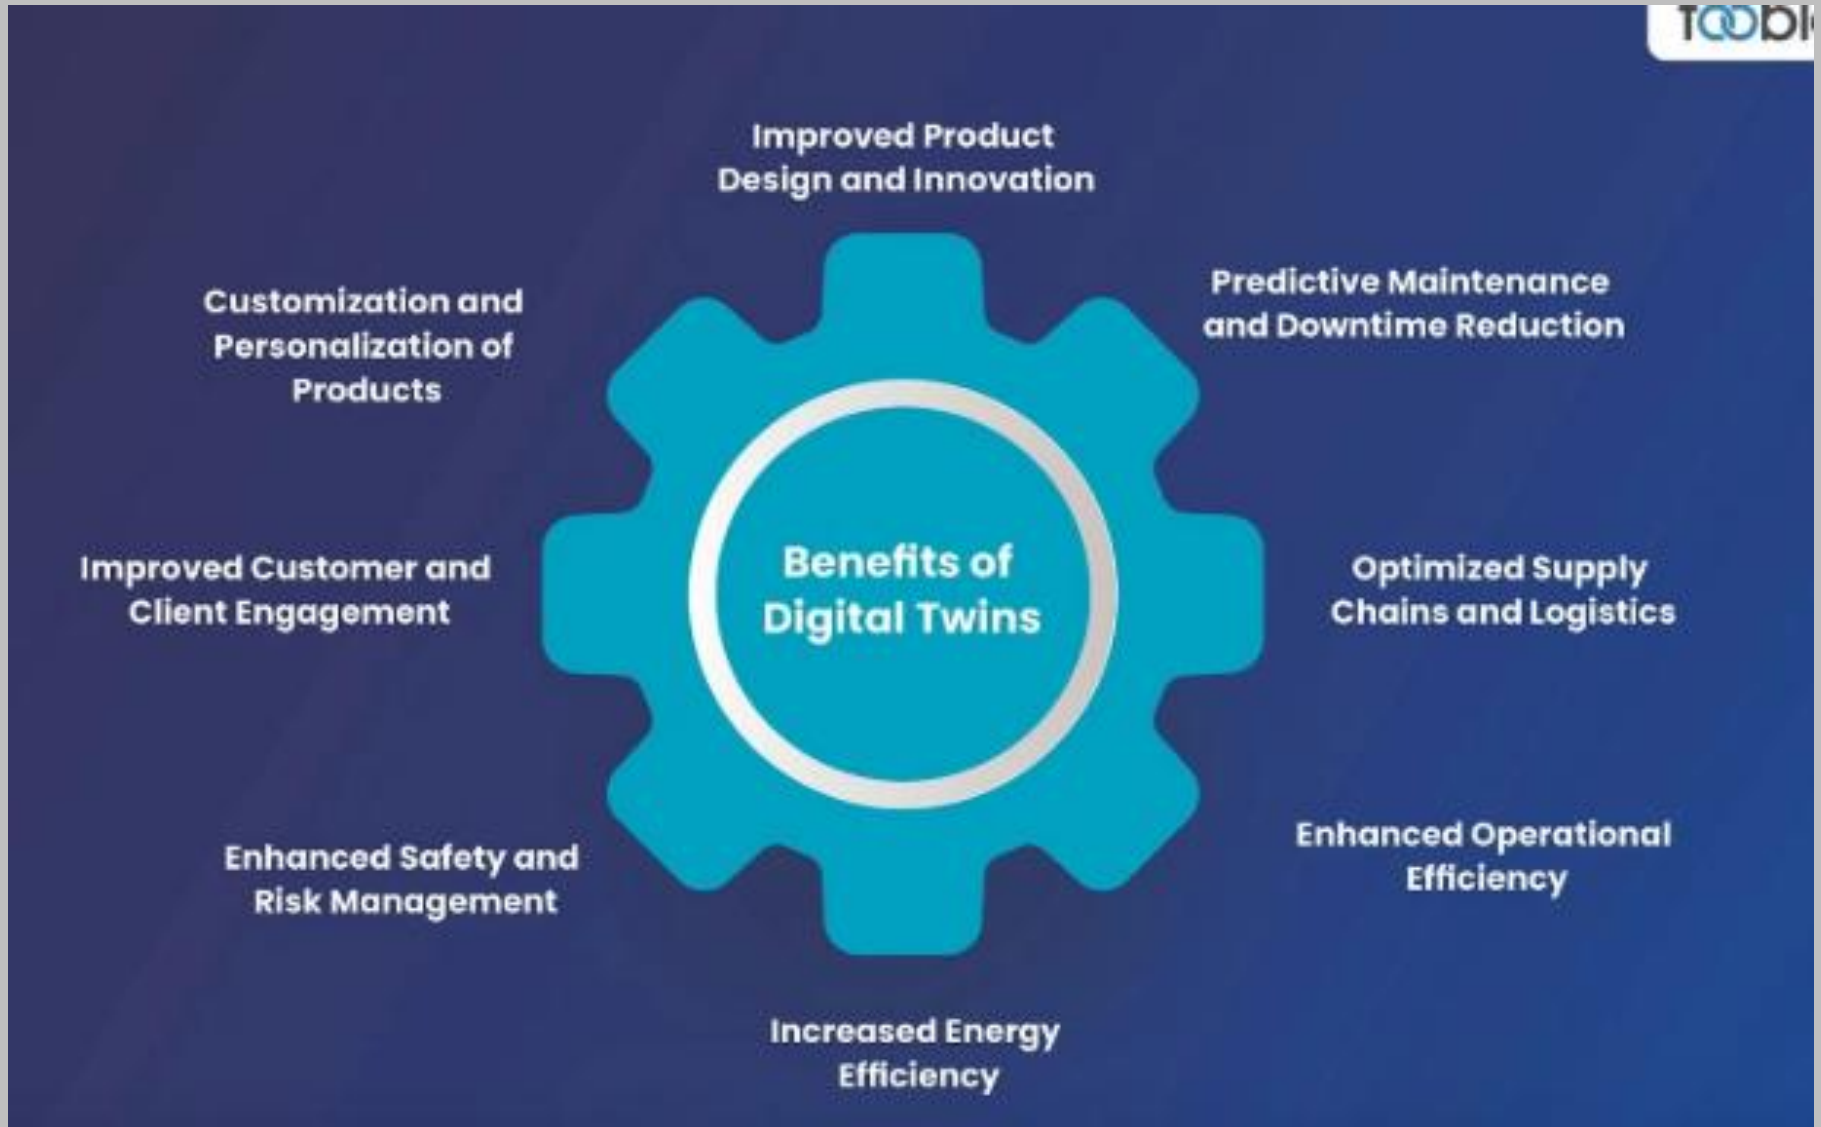 Improved Product
Design and Innovation
Predictive Maintenance
and Downtime Reduction
Customization and
Personalization of
Products
Benefits of
Digital Twins
Improved Customer and
Client Engagement
Optimized Supply
Chains and Logistics
Enhanced Operational
Efficiency
Enhanced Safety and
Risk Management
Increased Energy
Efficiency